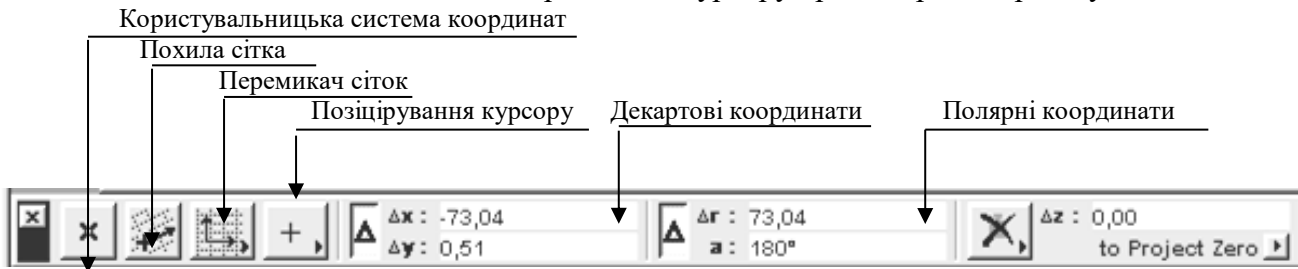 Користувальницька система координат
Похила сітка
Перемикач сіток
Позіцірування курсору
Декартові координати
Полярні координати
Δx : -73,04
Δy : 0,51
Δr : 73,04
a : 180°
Δz : 0,00
to Project Zero